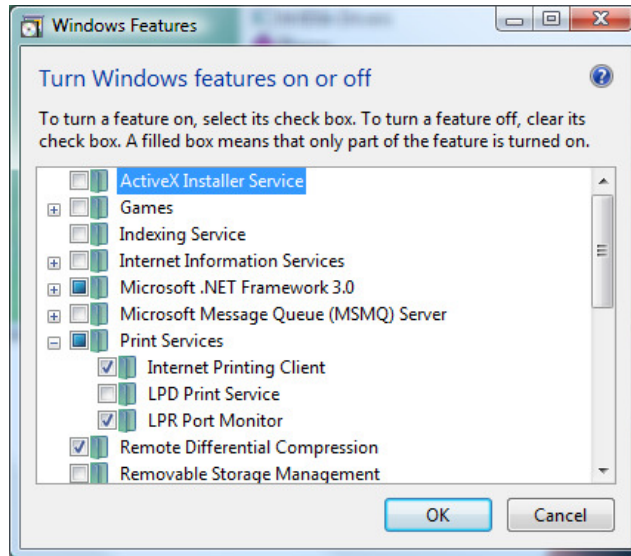 Windows Features
Turn Windows features on or off
To turn a feature on, select its check box. To turn a feature off, clear its
check box. A filled box means that only part of the feature is turned on.
ActiveX Installer Service
Games
Indexing Service
Internet Information Services
Microsoft .NET Framework 3.0
Microsoft Message Queue (MSMQ) Server
Print Services
Internet Printing Client
LPD Print Service
LPR Port Monitor
Remote Differential Compression
Removable Storage Management
OK Cancel